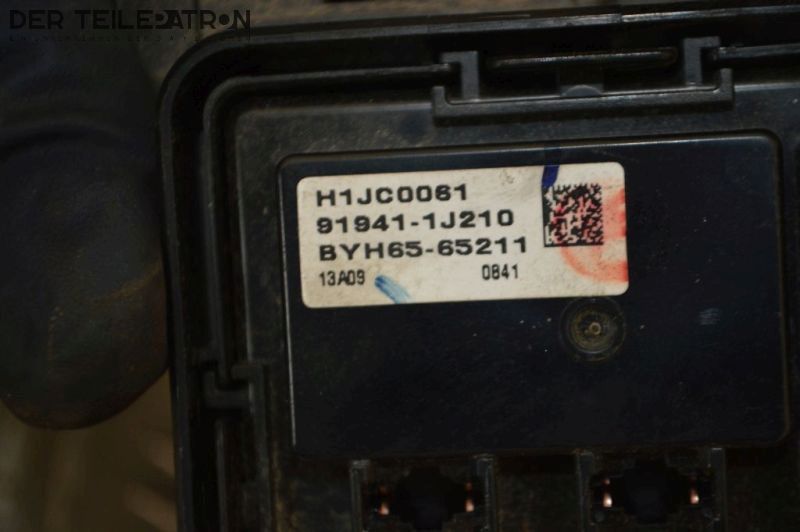 DER TEILEPATRON
H1JC0061
91941-1J210
BYH65-65211
13A09 0841